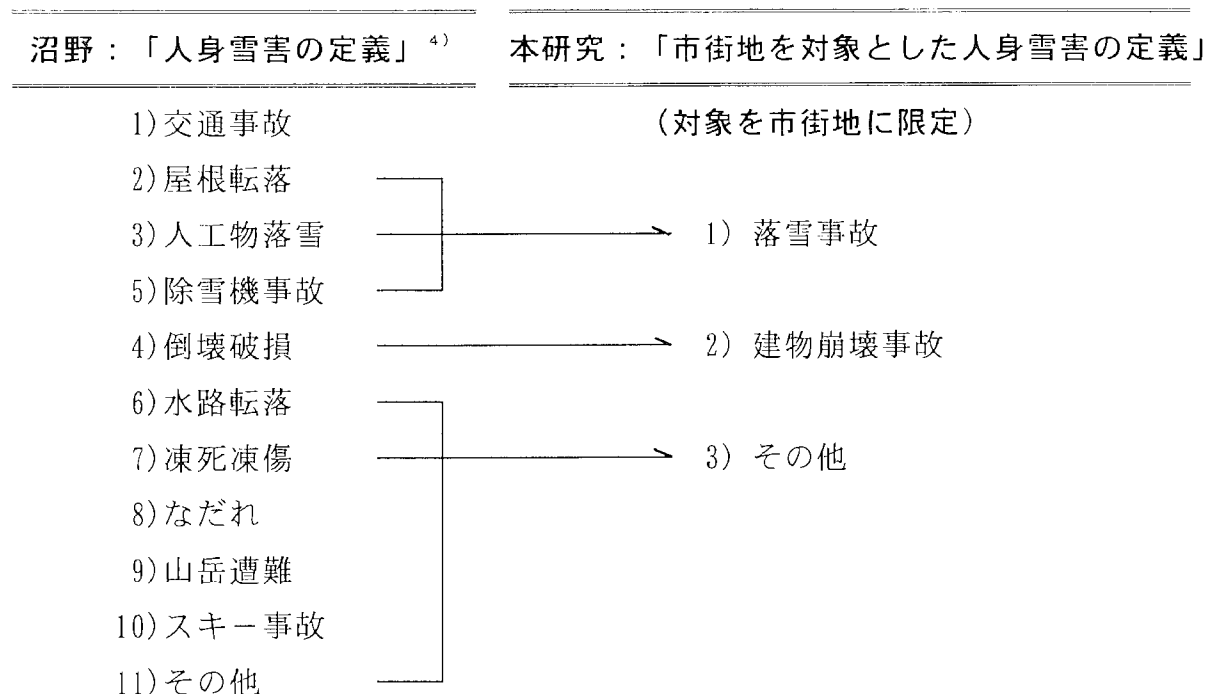 沼野：「人身雪害の定義」4)
本研究：「市街地を対象とした人身雪害の定義」
1)交通事故
（対象を市街地に限定）
2)屋根転落
3)人工物落雪
1) 落雪事故
5)除雪機事故
4)倒壊破損
2) 建物崩壊事故
6)水路転落
7)凍死凍傷
3) その他
8)なだれ
9)山岳遭難
10)スキー事故
11)その他